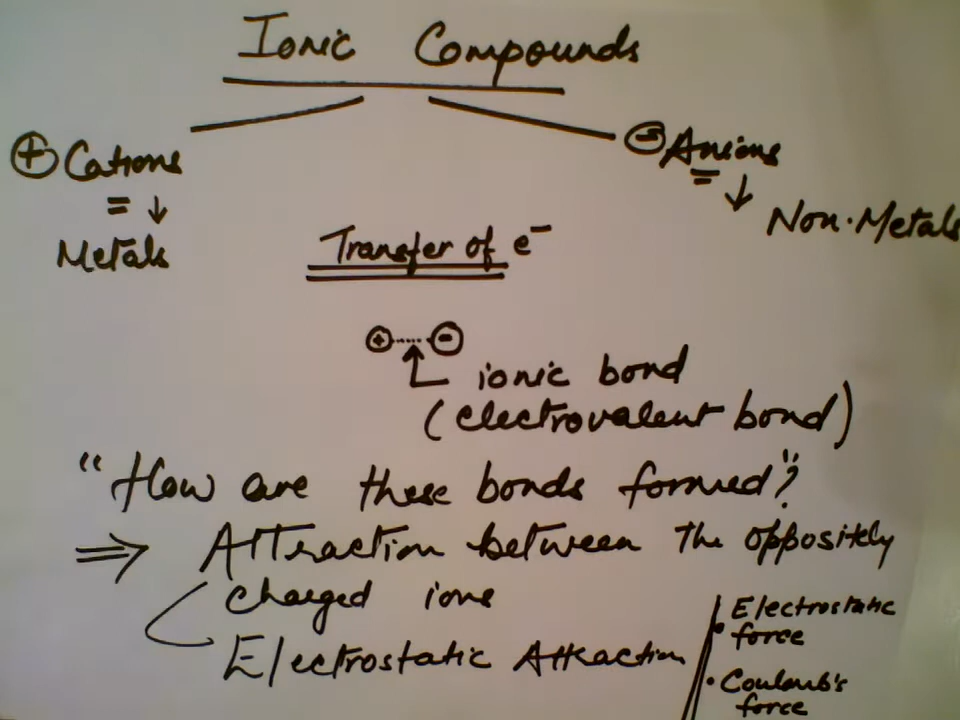 Ionic Compounds
⊕ Cations
⊖ Anions
= ↓
= ↓
Metals
Non-Metals
Transfer of e⁻
⊕....⊖
ionic bond
(electrovalent bond)
"How are these bonds formed"?
⇒ Attraction between the oppositely
charged ions
Electrostatic Attraction
• Electrostatic
force
• Coulomb's
force